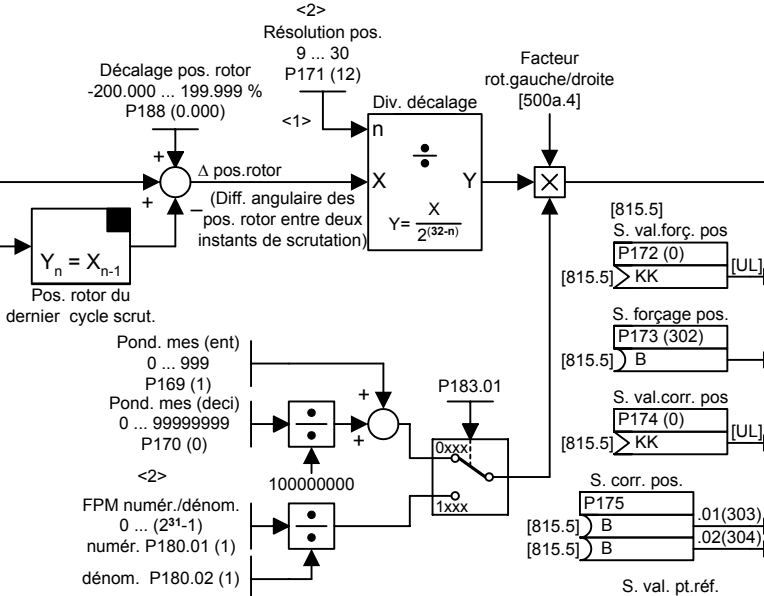 <2>
Résolution pos.
9 ... 30
P171 (12)
Décalage pos. rotor
-200.000 ... 199.999 %
P188 (0.000)
Facteur
rot.gauche/droite
[500a.4]
<1>
Div. décalage
n
÷
X
Y
Y= X
2(32-n)
+
+
−
Δ pos.rotor
(Diff. angulaire des
pos. rotor entre deux
instants de scrutation)
×
Yn = Xn-1
Pos. rotor du
dernier cycle scrut.
[815.5]
S. val.forç. pos
P172 (0)
[815.5]
KK
[UL]
S. forçage pos.
P173 (302)
[815.5]
B
S. val.corr. pos
P174 (0)
[815.5]
KK
[UL]
S. corr. pos.
P175
[815.5]
B
.01(303)
[815.5]
B
.02(304)
S. val. pt.réf.
Pond. mes (ent)
0 ... 999
P169 (1)
Pond. mes (deci)
0 ... 99999999
P170 (0)
÷
100000000
+
+
P183.01
0xxx
1xxx
<2>
FPM numér./dénom.
0 ... (231-1)
numér. P180.01 (1)
÷
dénom. P180.02 (1)